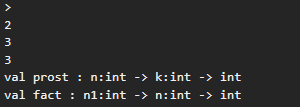 >
2
3
3
val prost : n:int -> k:int -> int
val fact : n1:int -> n:int -> int